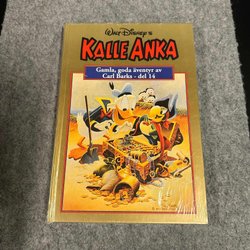 WALT DISNEY'S
KALLE ANKA
Gamla, goda äventyr av
Carl Barks - del 14